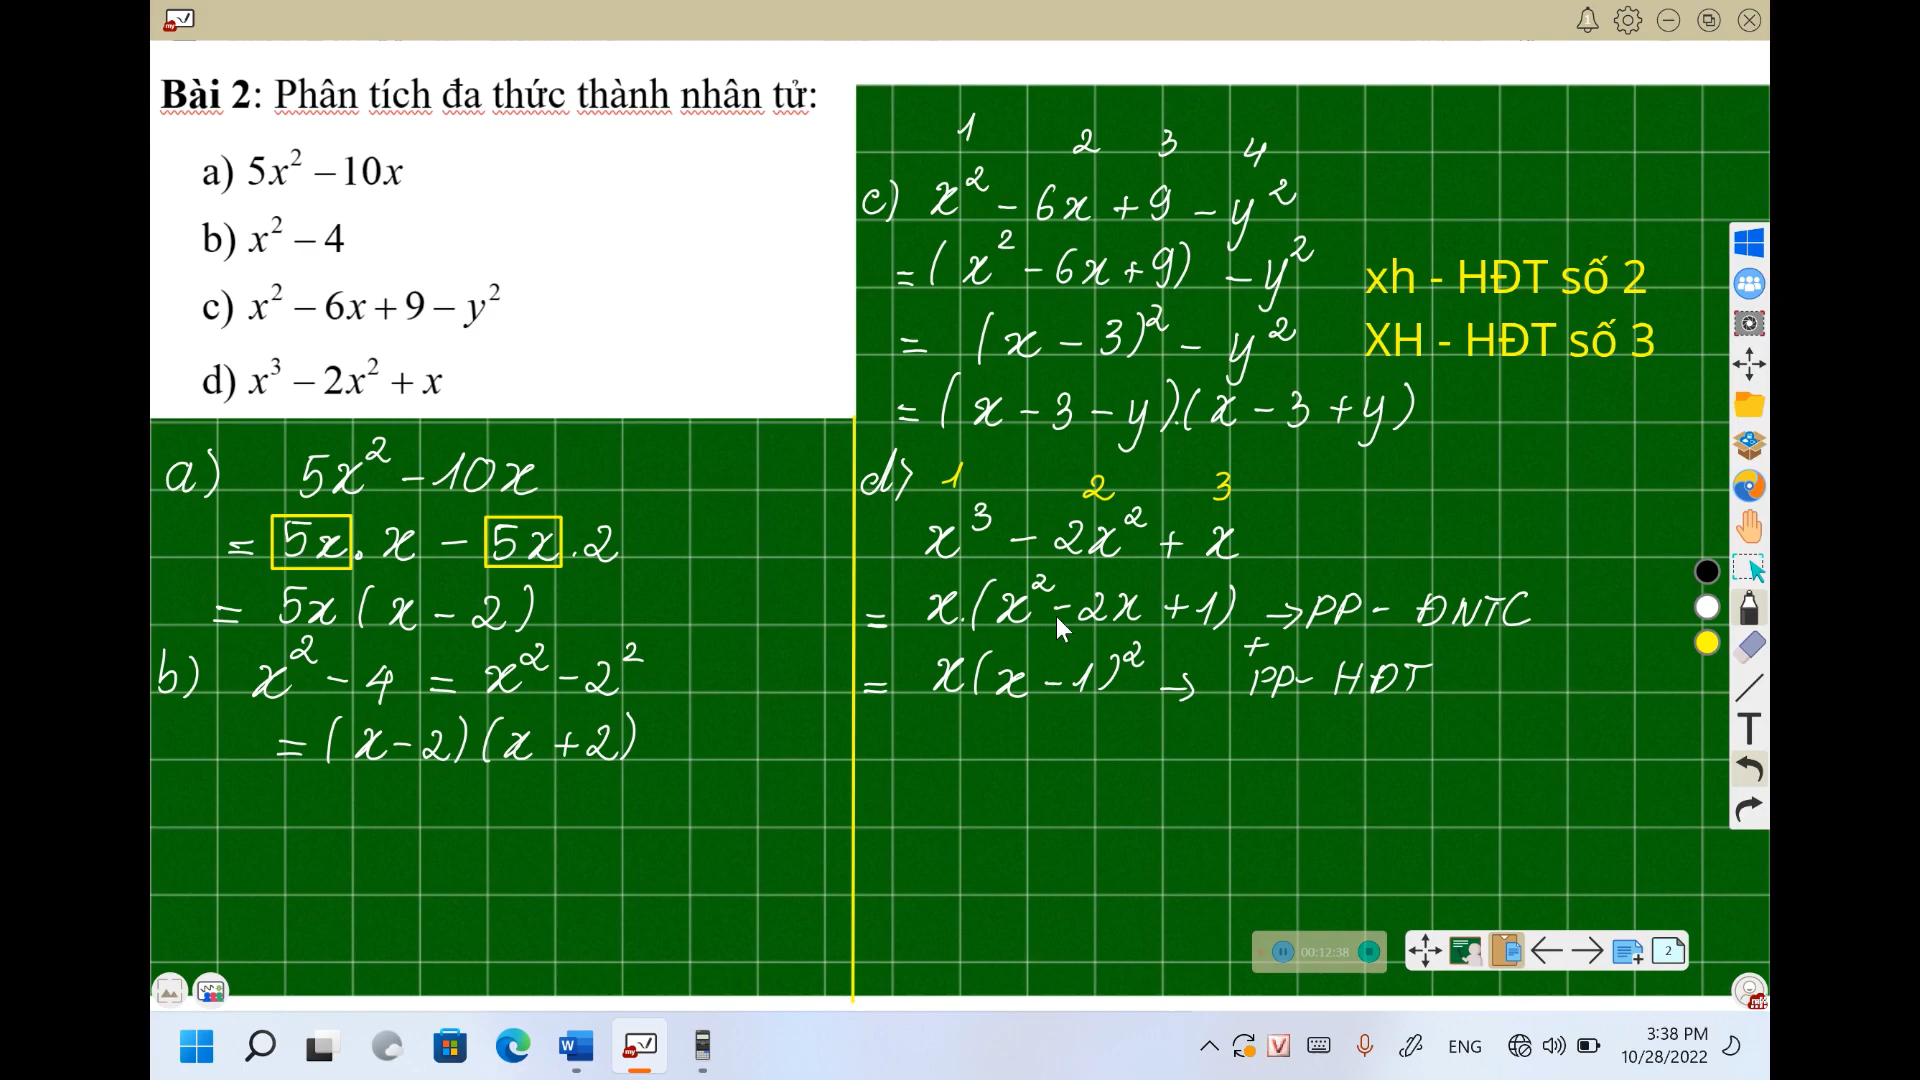 Bài 2: Phân tích đa thức thành nhân tử:
a) 5x² − 10x
b) x² − 4
c) x² − 6x + 9 − y²
d) x³ − 2x² + x
a) 5x² − 10x
= 5x . x − 5x . 2
= 5x ( x − 2 )
b) x² − 4 = x² − 2²
= ( x − 2 ) ( x + 2 )
1 2 3 4
c) x² − 6x + 9 − y²
= ( x² − 6x + 9 ) − y²
xh - HĐT số 2
= ( x − 3 )² − y²
XH - HĐT số 3
= ( x − 3 − y ).( x − 3 + y )
d) 1 2 3
x³ − 2x² + x
= x.( x² − 2x + 1 ) → PP - ĐNTC
+
= x ( x − 1 )² → PP - HĐT
00:12:38
2
ENG
3:38 PM
10/28/2022